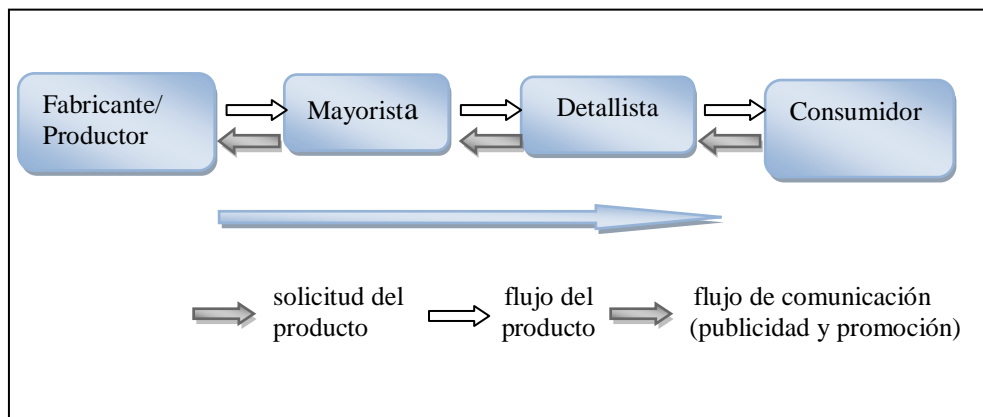 Fabricante/
Productor
Mayorista
Detallista
Consumidor
solicitud del
producto
flujo del
producto
flujo de comunicación
(publicidad y promoción)